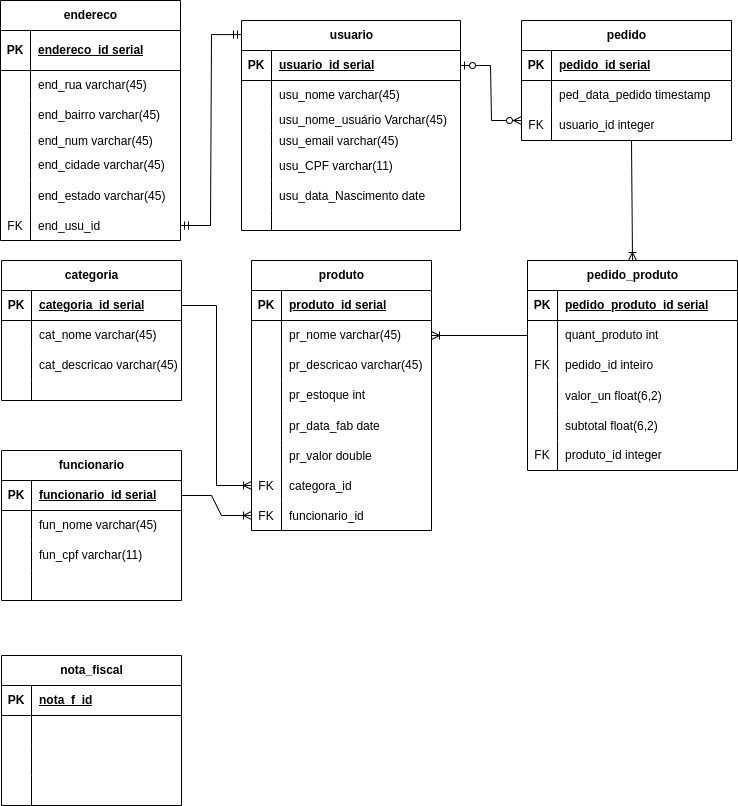 endereco
PK endereco_id serial
end_rua varchar(45)
end_bairro varchar(45)
end_num varchar(45)
end_cidade varchar(45)
end_estado varchar(45)
FK end_usu_id
usuario
PK usuario_id serial
usu_nome varchar(45)
usu_nome_usuário Varchar(45)
usu_email varchar(45)
usu_CPF varchar(11)
usu_data_Nascimento date
pedido
PK pedido_id serial
ped_data_pedido timestamp
FK usuario_id integer
categoria
PK categoria_id serial
cat_nome varchar(45)
cat_descricao varchar(45)
produto
PK produto_id serial
pr_nome varchar(45)
pr_descricao varchar(45)
pr_estoque int
pr_data_fab date
pr_valor double
FK categora_id
FK funcionario_id
pedido_produto
PK pedido_produto_id serial
quant_produto int
FK pedido_id inteiro
valor_un float(6,2)
subtotal float(6,2)
FK produto_id integer
funcionario
PK funcionario_id serial
fun_nome varchar(45)
fun_cpf varchar(11)
nota_fiscal
PK nota_f_id